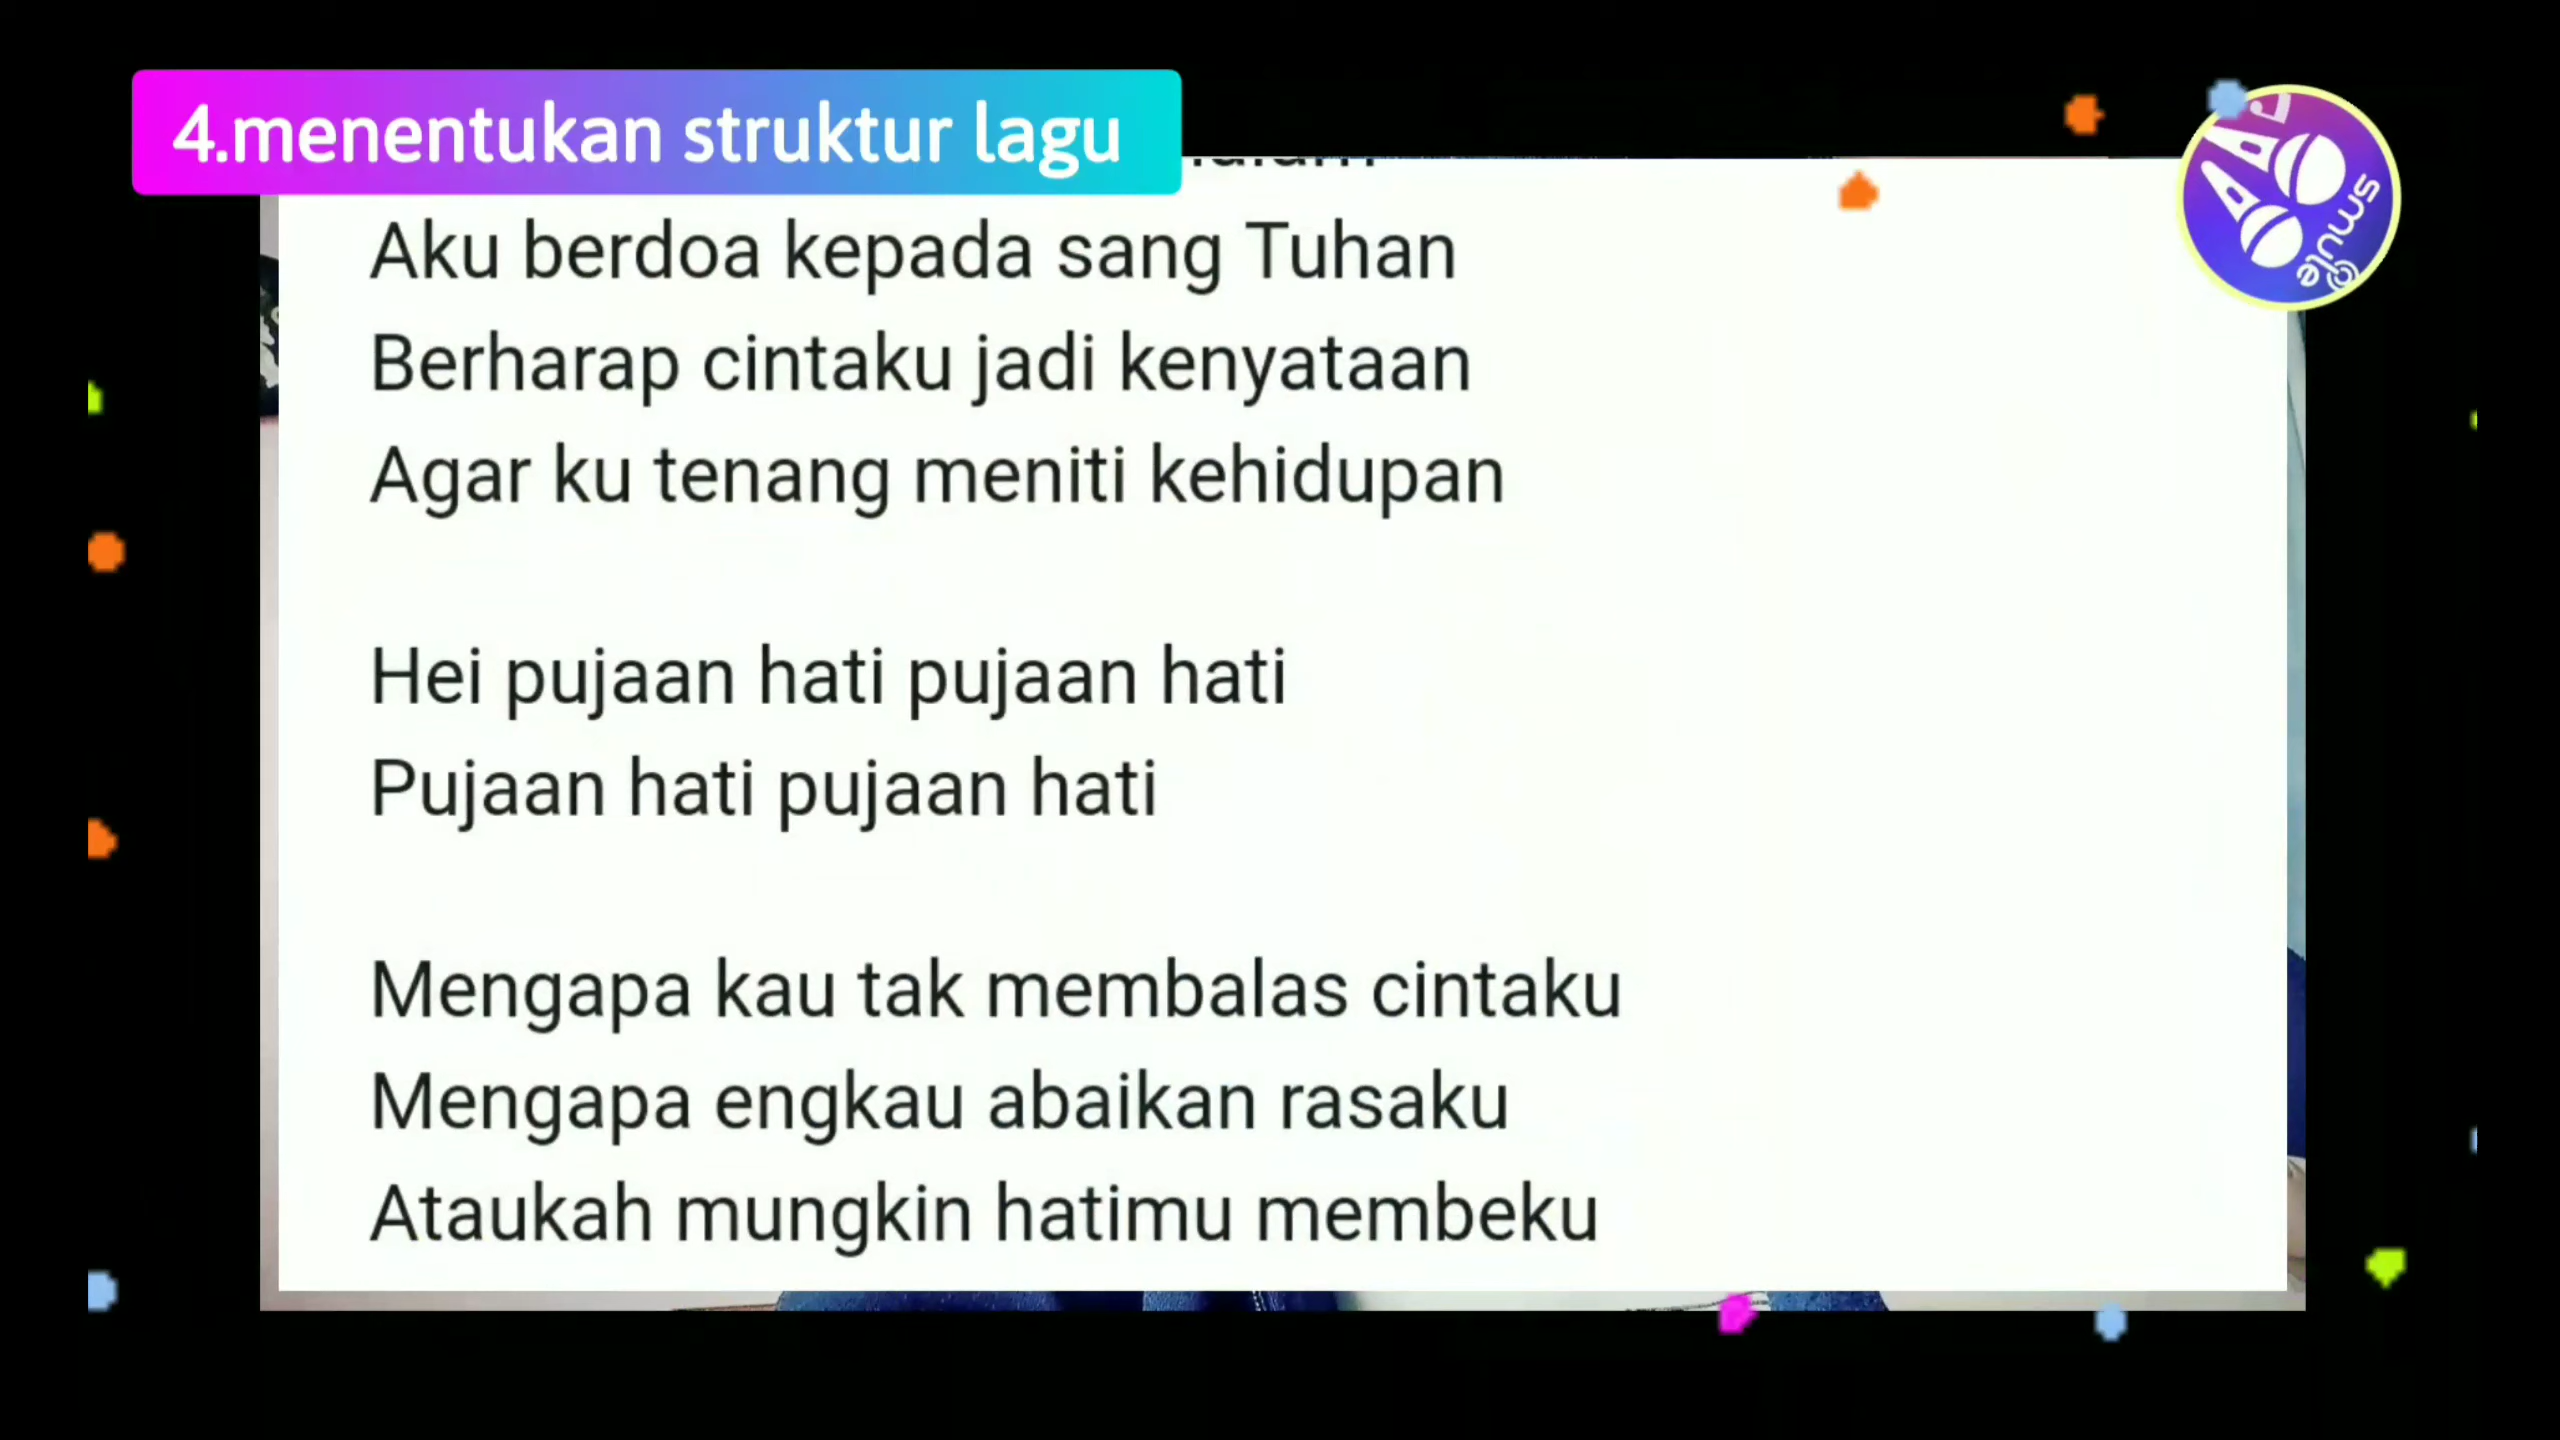 4.menentukan struktur lagu
Aku berdoa kepada sang Tuhan
Berharap cintaku jadi kenyataan
Agar ku tenang meniti kehidupan
Hei pujaan hati pujaan hati
Pujaan hati pujaan hati
Mengapa kau tak membalas cintaku
Mengapa engkau abaikan rasaku
Ataukah mungkin hatimu membeku
smule